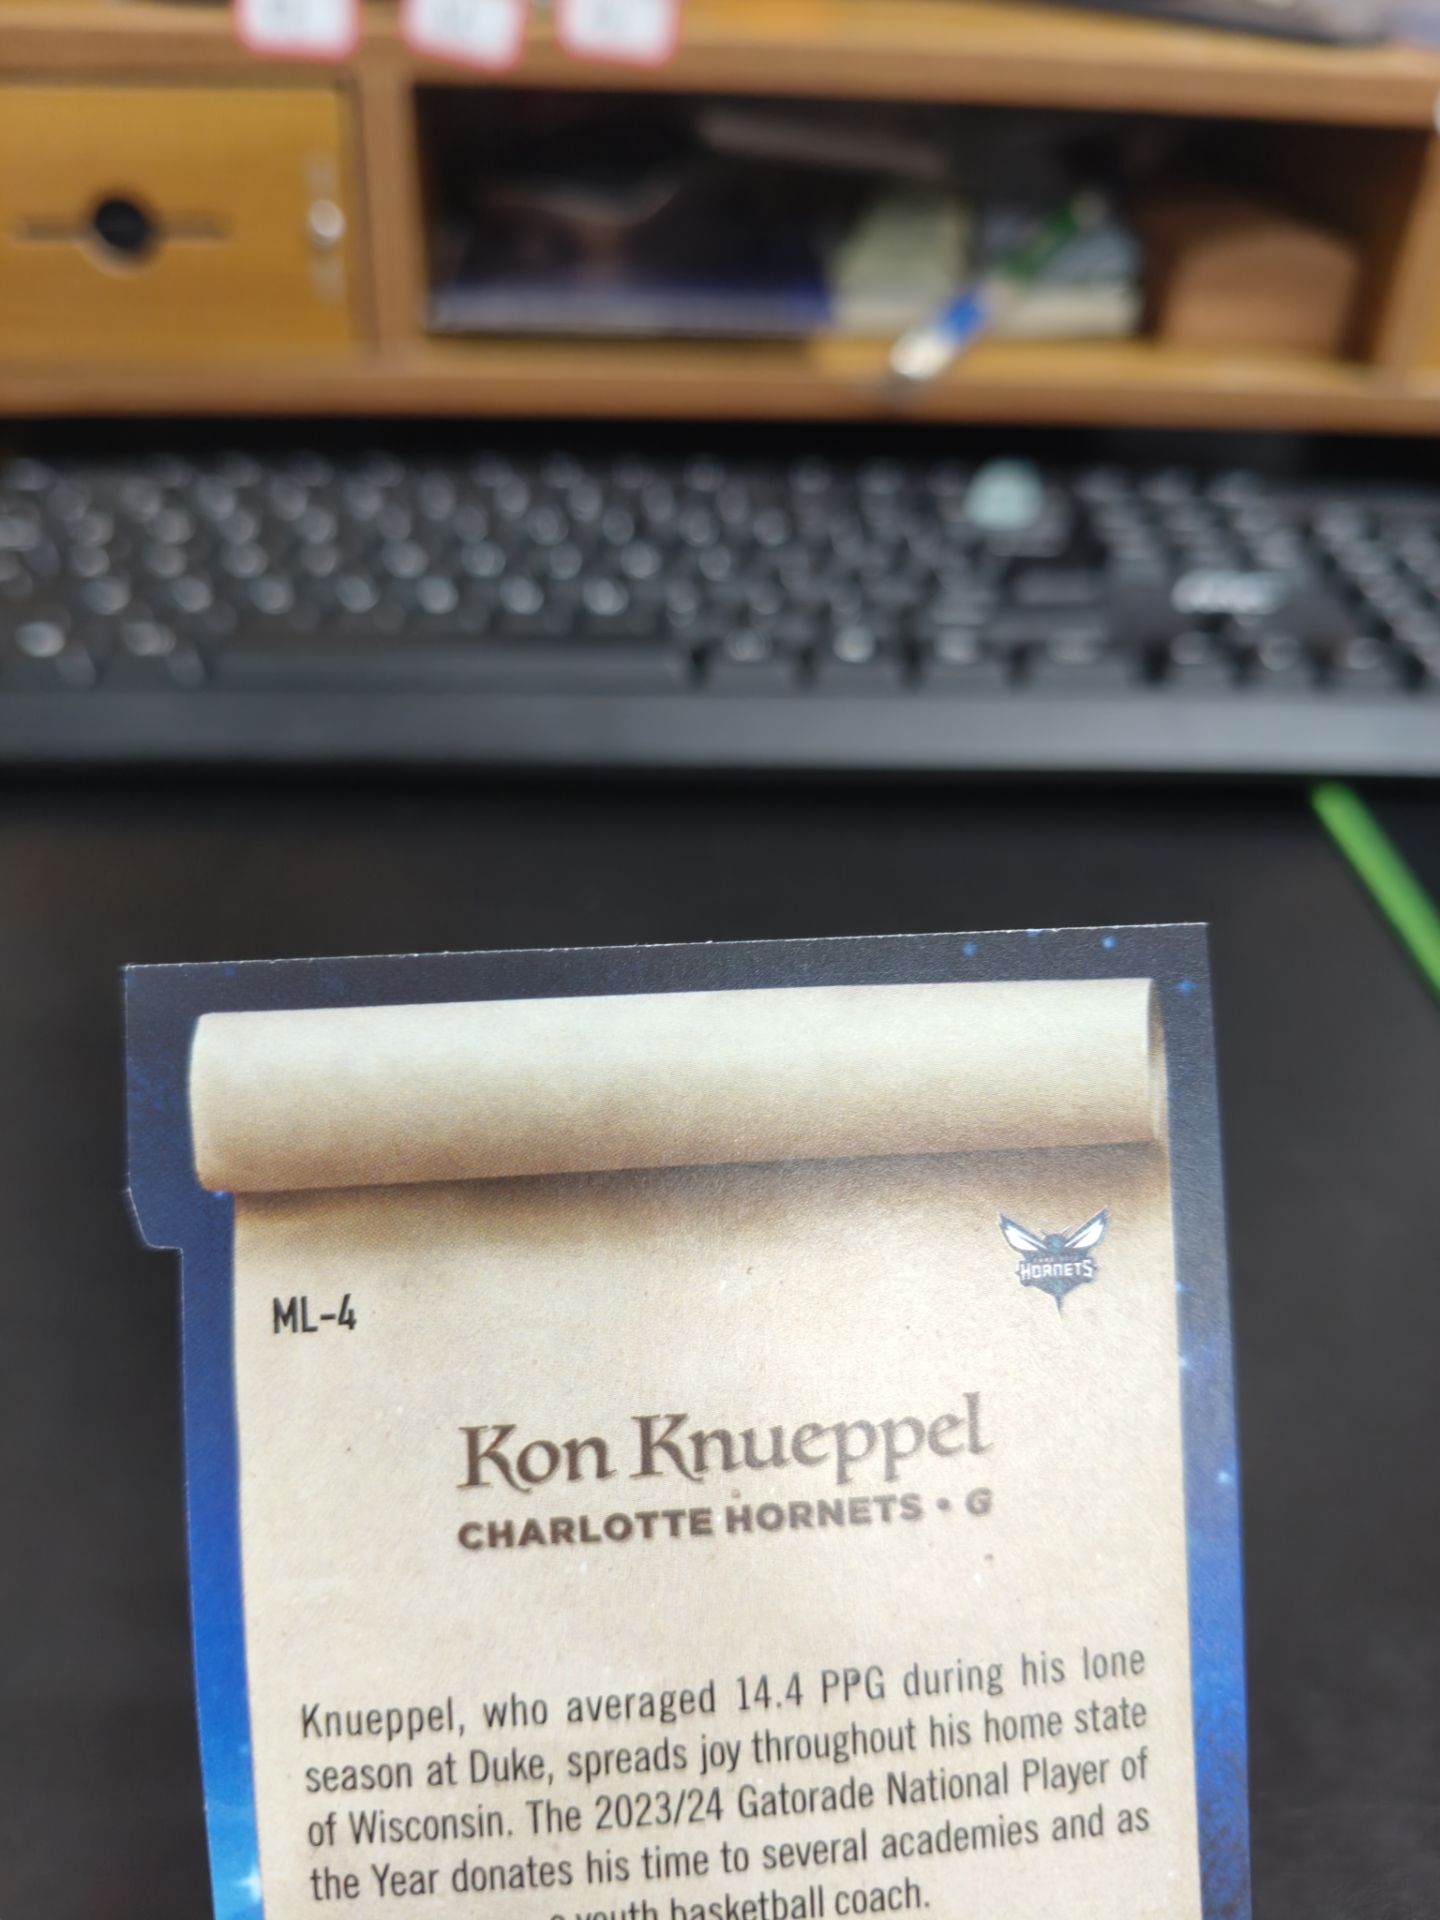 HORNETS
ML-4
Kon Knueppel
CHARLOTTE HORNETS • G
Knueppel, who averaged 14.4 PPG during his lone
season at Duke, spreads joy throughout his home state
of Wisconsin. The 2023/24 Gatorade National Player of
the Year donates his time to several academies and as
a youth basketball coach.